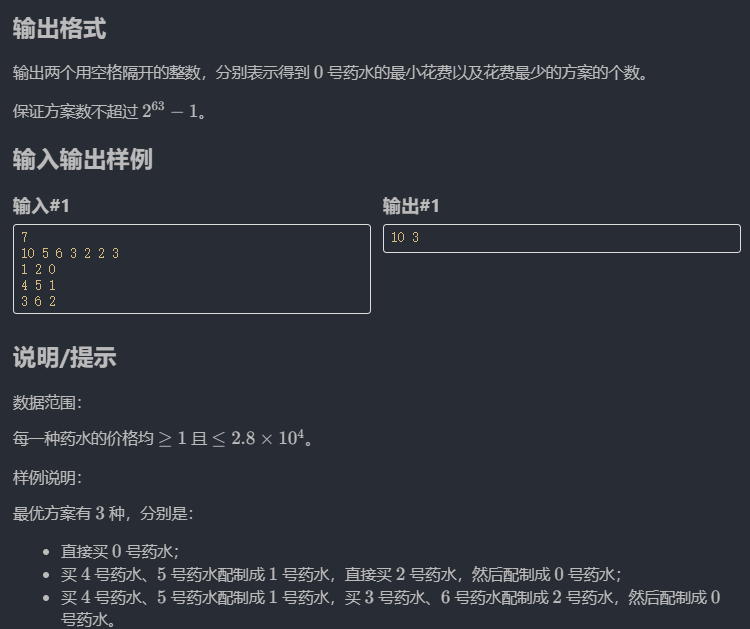 输出格式
输出两个用空格隔开的整数，分别表示得到 0 号药水的最小花费以及花费最少的方案的个数。
保证方案数不超过 2^63 − 1。
输入输出样例
输入#1
7
10 5 6 3 2 2 3
1 2 0
4 5 1
3 6 2
输出#1
10 3
说明/提示
数据范围：
每一种药水的价格均 ≥ 1 且 ≤ 2.8 × 10^4。
样例说明：
最优方案有 3 种，分别是：
• 直接买 0 号药水；
• 买 4 号药水、5 号药水配制成 1 号药水，直接买 2 号药水，然后配制成 0 号药水；
• 买 4 号药水、5 号药水配制成 1 号药水，买 3 号药水、6 号药水配制成 2 号药水，然后配制成 0
号药水。